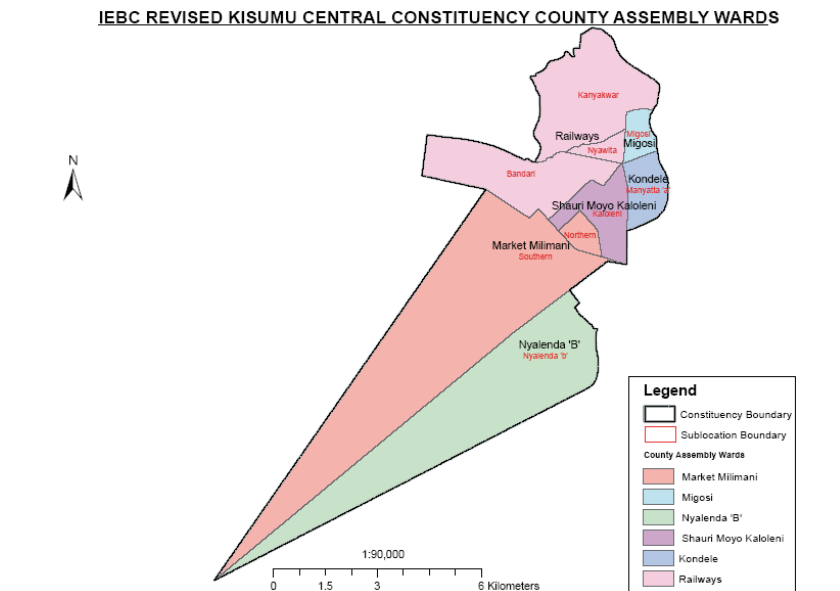 IEBC REVISED KISUMU CENTRAL CONSTITUENCY COUNTY ASSEMBLY WARDS
Kanyakwar
Railways
Migosi
Migosi
Nyawita
Bandari
Kondele
Manyatta 'a'
Shauri Moyo Kaloleni
Kaloleni
Northern
Market Milimani
Southern
N
Nyalenda 'B'
Nyalenda 'b'
Legend
Constituency Boundary
Sublocation Boundary
County Assembly Wards
Market Milimani
Migosi
Nyalenda 'B'
Shauri Moyo Kaloleni
Kondele
Railways
1:90,000
0 1.5 3 6 Kilometers